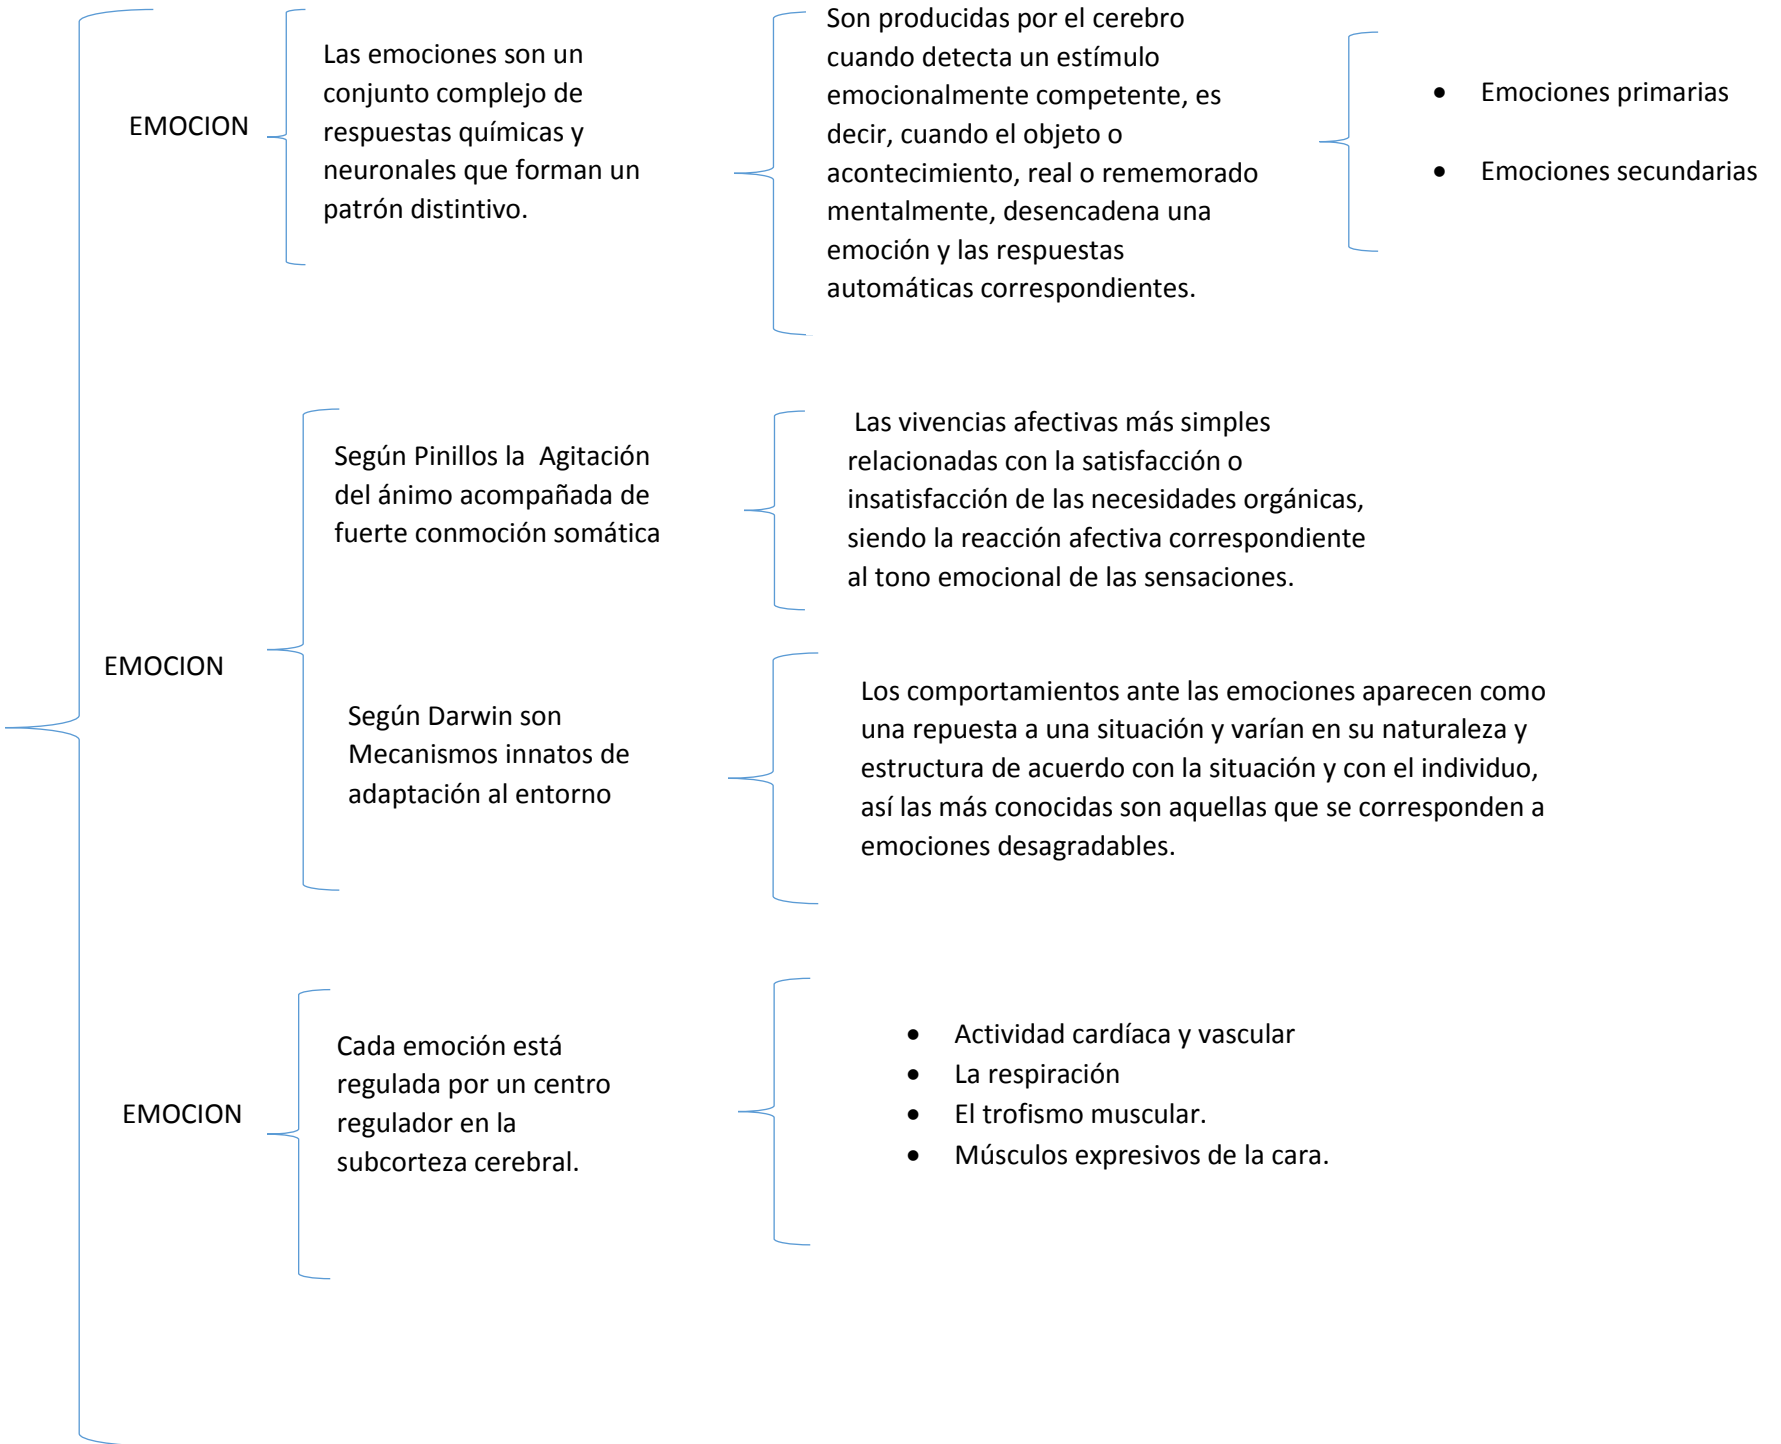 EMOCION
Las emociones son un
conjunto complejo de
respuestas químicas y
neuronales que forman un
patrón distintivo.
Son producidas por el cerebro
cuando detecta un estímulo
emocionalmente competente, es
decir, cuando el objeto o
acontecimiento, real o rememorado
mentalmente, desencadena una
emoción y las respuestas
automáticas correspondientes.
• Emociones primarias
• Emociones secundarias
EMOCION
Según Pinillos la  Agitación
del ánimo acompañada de
fuerte conmoción somática
Las vivencias afectivas más simples
relacionadas con la satisfacción o
insatisfacción de las necesidades orgánicas,
siendo la reacción afectiva correspondiente
al tono emocional de las sensaciones.
Según Darwin son
Mecanismos innatos de
adaptación al entorno
Los comportamientos ante las emociones aparecen como
una repuesta a una situación y varían en su naturaleza y
estructura de acuerdo con la situación y con el individuo,
así las más conocidas son aquellas que se corresponden a
emociones desagradables.
EMOCION
Cada emoción está
regulada por un centro
regulador en la
subcorteza cerebral.
• Actividad cardíaca y vascular
• La respiración
• El trofismo muscular.
• Músculos expresivos de la cara.